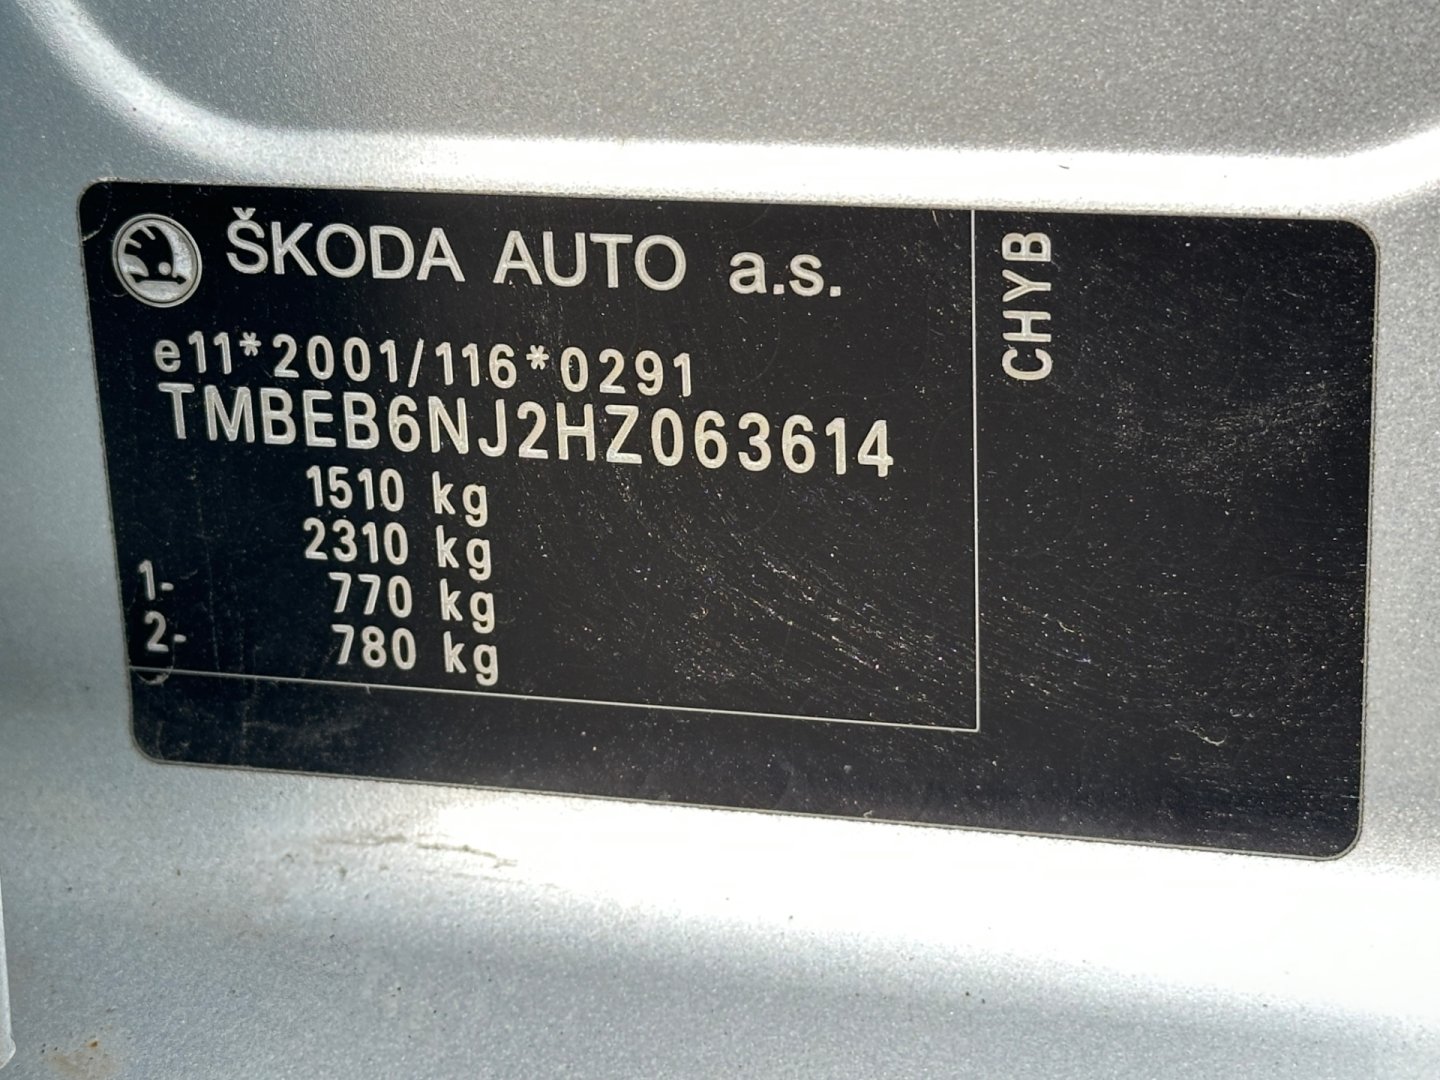 ŠKODA AUTO a.s.
e11*2001/116*0291
TMBEB6NJ2HZ063614
1510 kg
2310 kg
1- 770 kg
2- 780 kg
CHYB